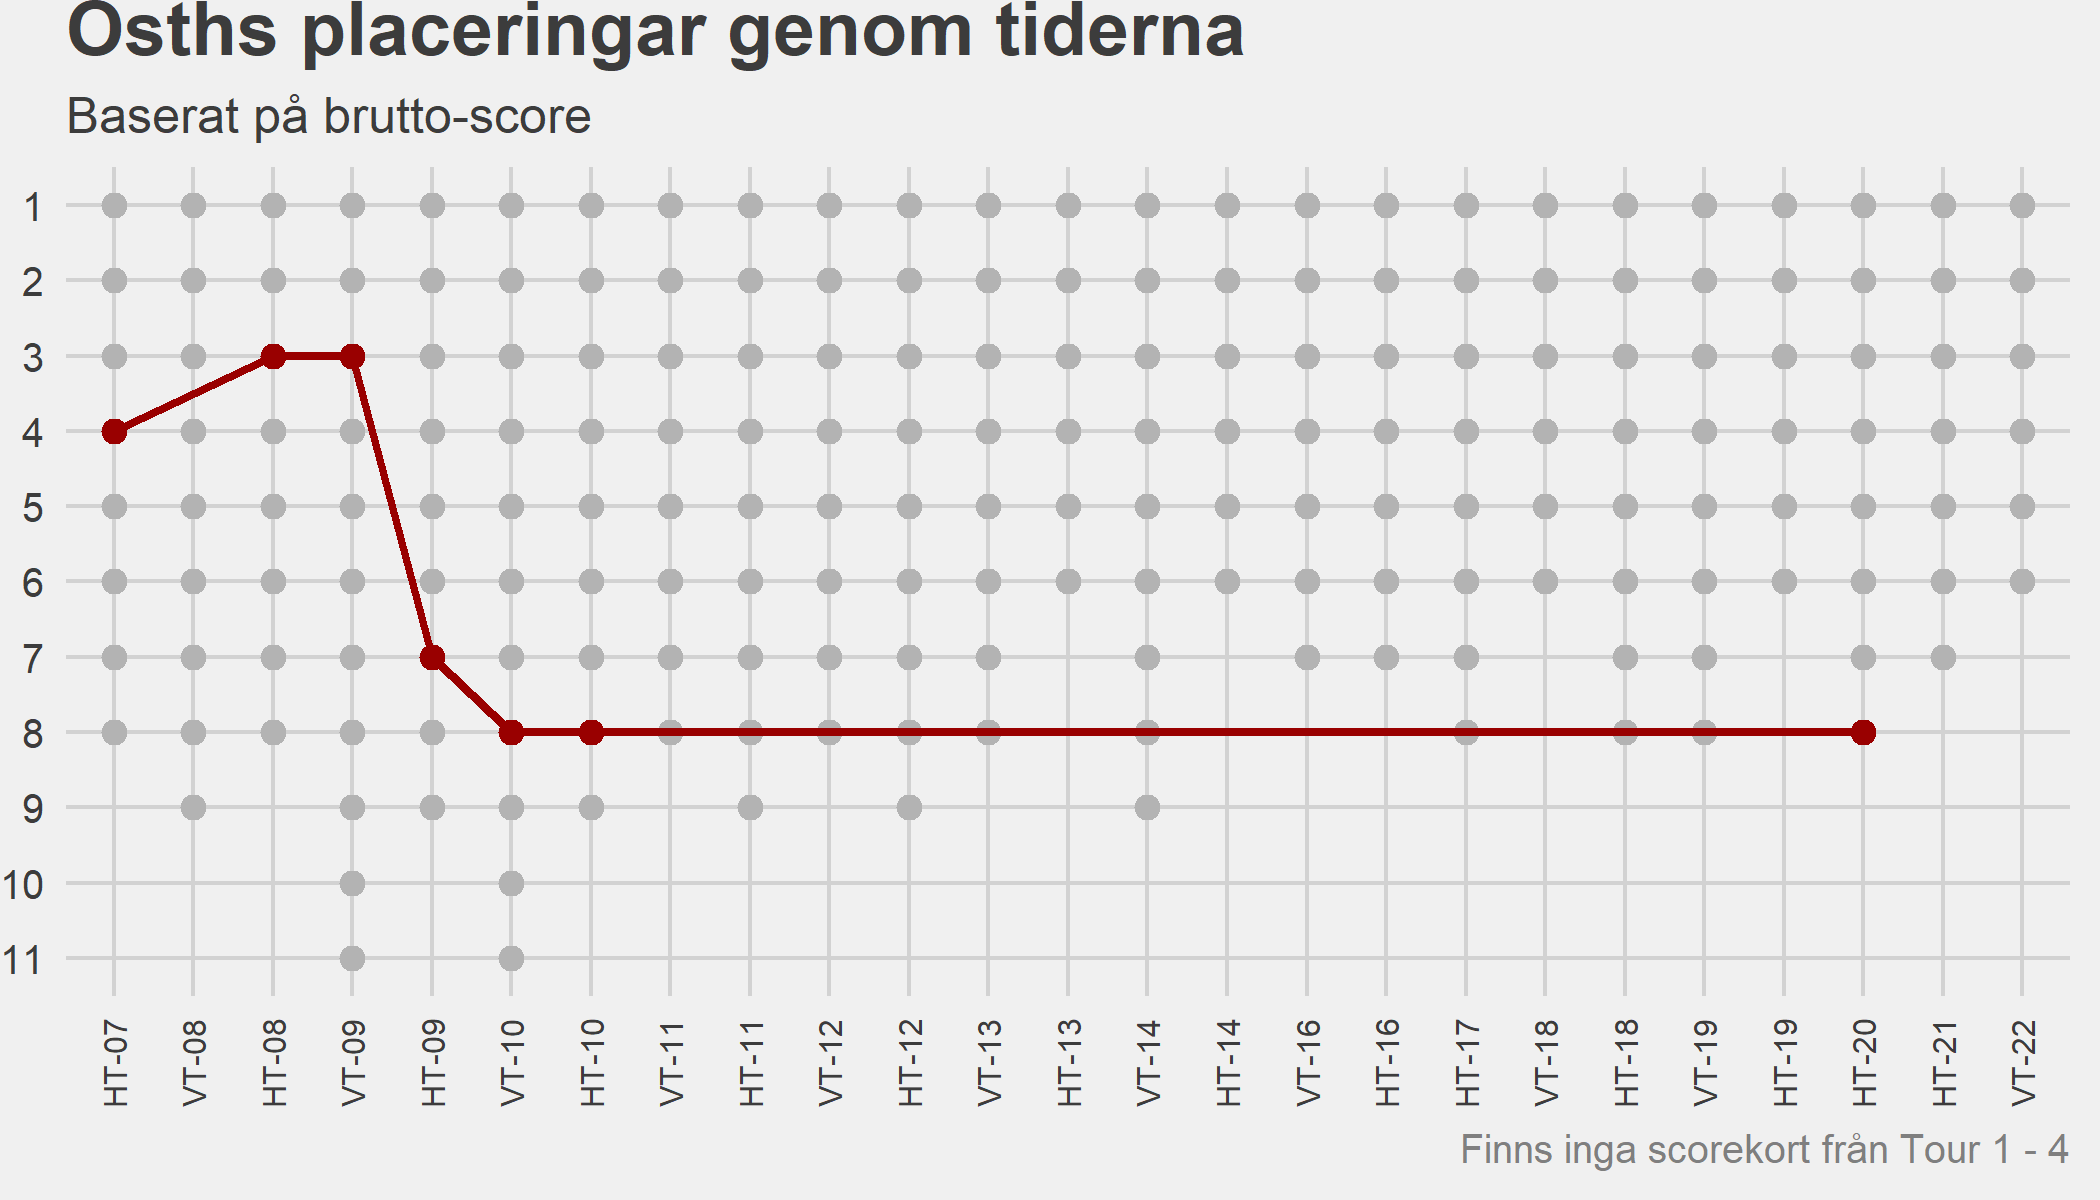 Osths placeringar genom tiderna
Baserat på brutto-score
1
2
3
4
5
6
7
8
9
10
11
HT-07
VT-08
HT-08
VT-09
HT-09
VT-10
HT-10
VT-11
HT-11
VT-12
HT-12
VT-13
HT-13
VT-14
HT-14
VT-16
HT-16
HT-17
VT-18
HT-18
VT-19
HT-19
HT-20
HT-21
VT-22
Finns inga scorekort från Tour 1 - 4